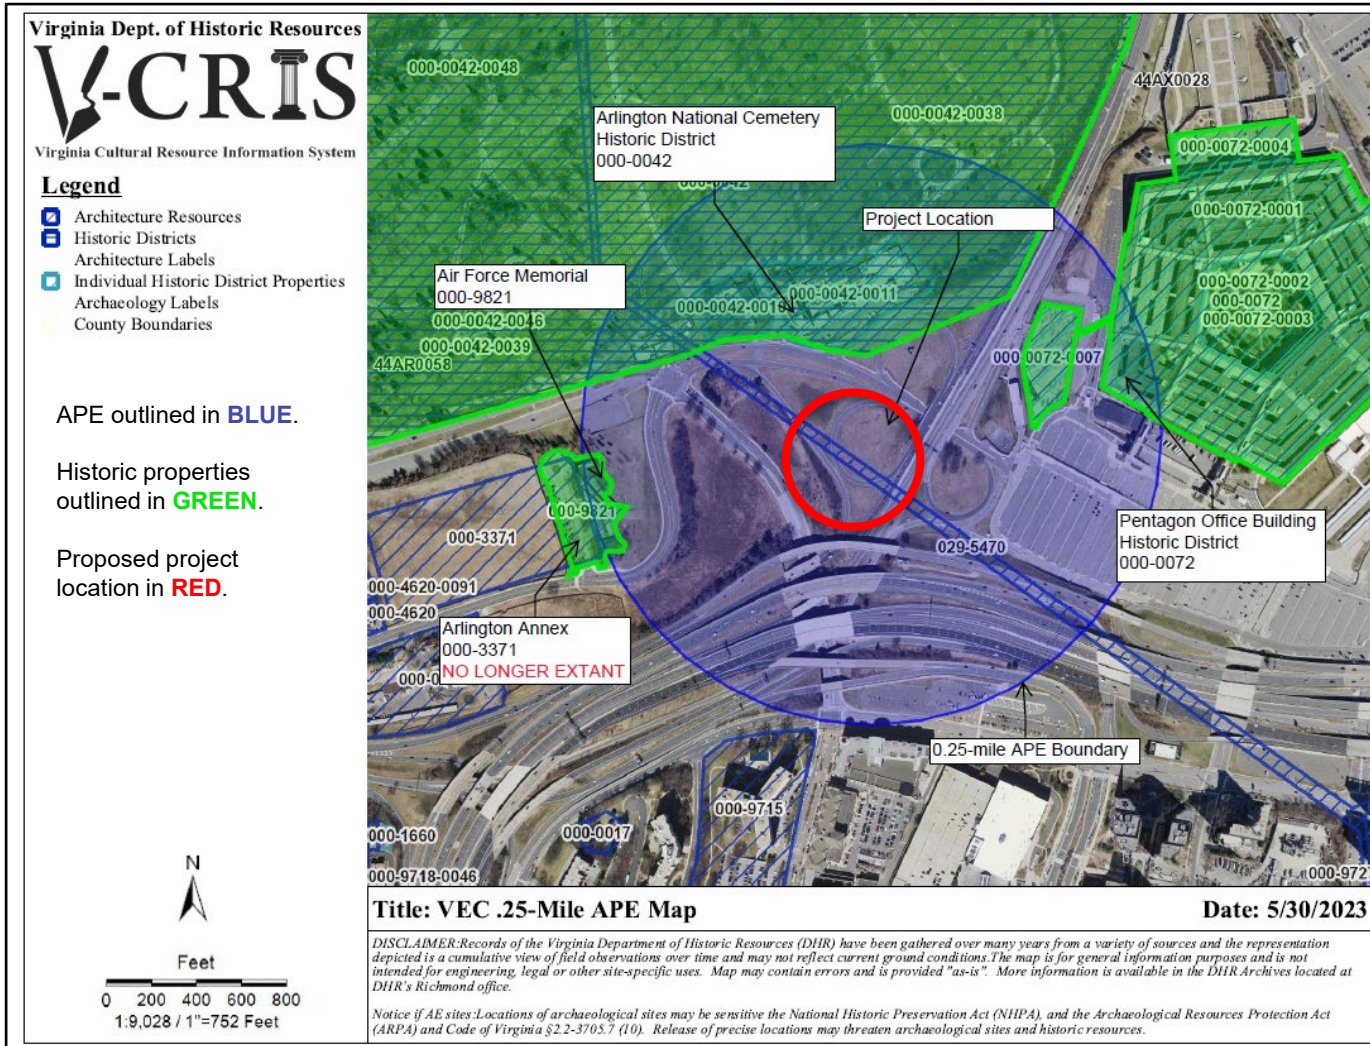 Virginia Dept. of Historic Resources
V-CRIS
Virginia Cultural Resource Information System
Legend
Architecture Resources
Historic Districts
Architecture Labels
Individual Historic District Properties
Archaeology Labels
County Boundaries
APE outlined in BLUE.
Historic properties
outlined in GREEN.
Proposed project
location in RED.
N
Feet
0 200 400 600 800
1:9,028 / 1"=752 Feet
000-0042-0048
44AX0028
Arlington National Cemetery
Historic District
000-0042
000-0042-0038
000-0072-0004
000-0072-0001
Project Location
Air Force Memorial
000-9821
000-0042-0011
000-0072-0002
000-0072
000-0072-0003
000-0042-0046
000-0042-0039
44AR0058
000-0072-0007
000-9821
000-3371
029-5470
Pentagon Office Building
Historic District
000-0072
000-4620-0091
000-4620
Arlington Annex
000-3371
NO LONGER EXTANT
0.25-mile APE Boundary
000-9715
000-1660
000-0017
000-9718-0046
000-972
Title: VEC .25-Mile APE Map
Date: 5/30/2023
DISCLAIMER:Records of the Virginia Department of Historic Resources (DHR) have been gathered over many years from a variety of sources and the representation
depicted is a cumulative view of field observations over time and may not reflect current ground conditions.The map is for general information purposes and is not
intended for engineering, legal or other site-specific uses. Map may contain errors and is provided "as-is". More information is available in the DHR Archives located at
DHR's Richmond office.
Notice if AE sites:Locations of archaeological sites may be sensitive the National Historic Preservation Act (NHPA), and the Archaeological Resources Protection Act
(ARPA) and Code of Virginia §2.2-3705.7 (10). Release of precise locations may threaten archaeological sites and historic resources.